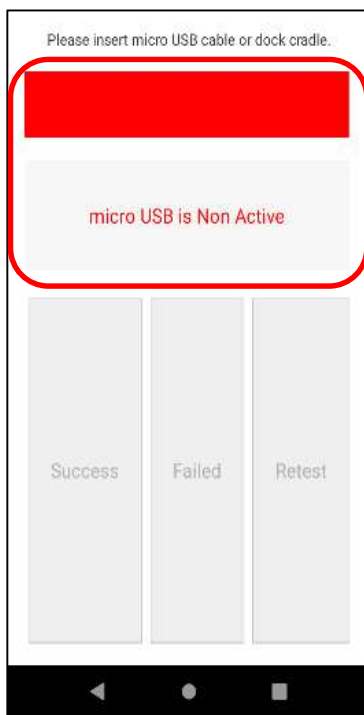 Please insert micro USB cable or dock cradle.
micro USB is Non Active
Success Failed Retest